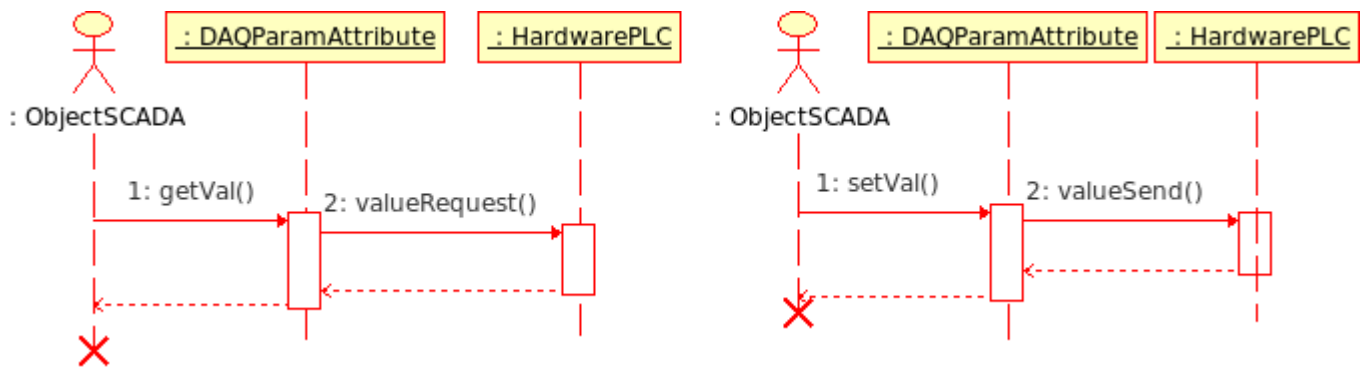 : DAQParamAttribute
: HardwarePLC
: ObjectSCADA
1: getVal()
2: valueRequest()
: DAQParamAttribute
: HardwarePLC
: ObjectSCADA
1: setVal()
2: valueSend()